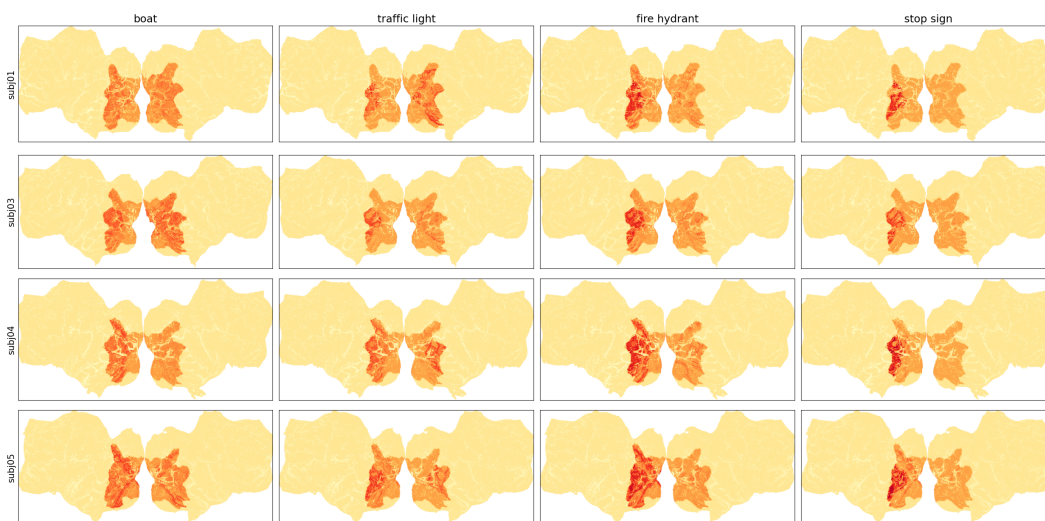 boat
traffic light
fire hydrant
stop sign
subj01
subj03
subj04
subj05